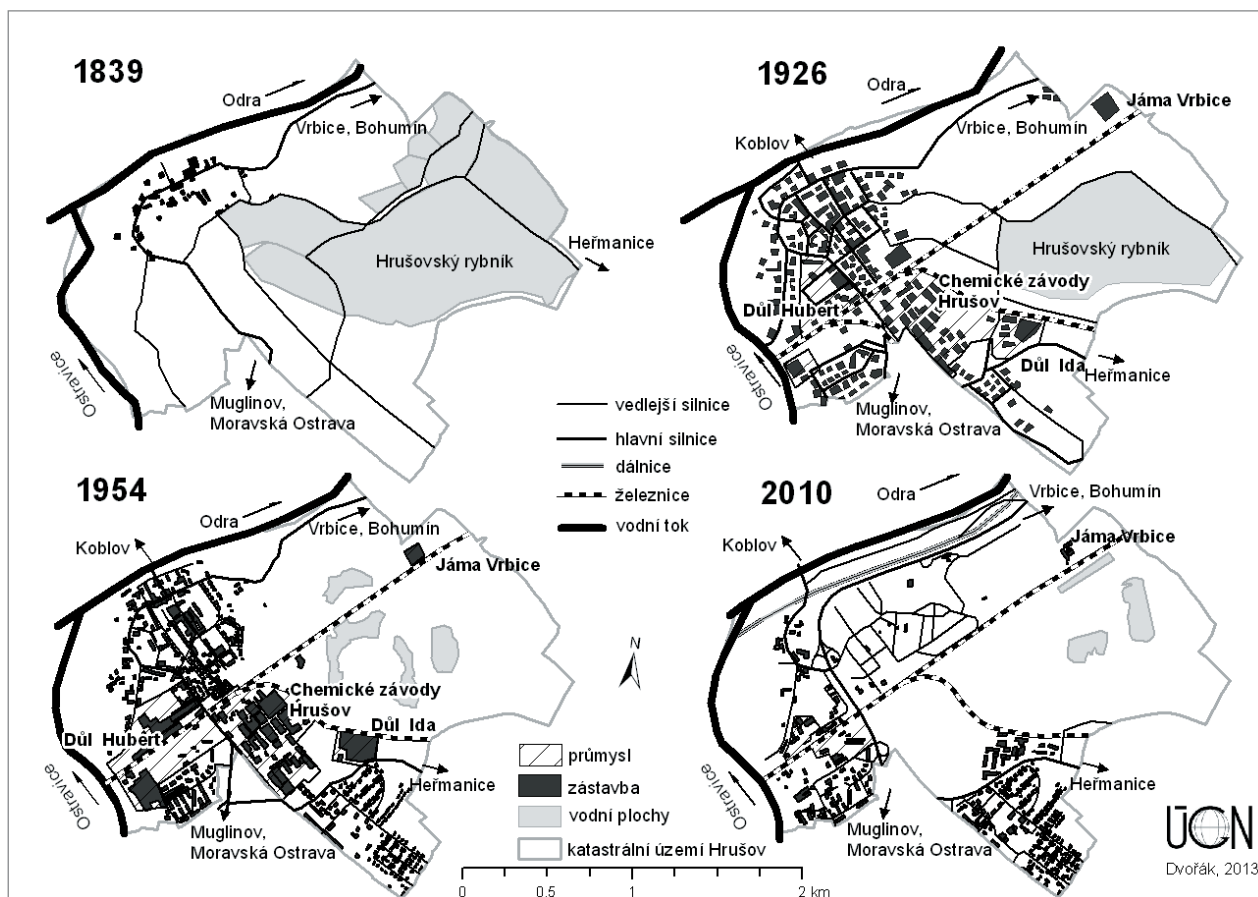 1839
Odra
Vrbice, Bohumín
Hrušovský rybník
Heřmanice
Ostravice
Muglinov,
Moravská Ostrava
1926
Odra
Jáma Vrbice
Vrbice, Bohumín
Koblov
Hrušovský rybník
Chemické závody
Hrušov
Důl Hubert
Důl Ida
Heřmanice
Ostravice
Muglinov,
Moravská Ostrava
vedlejší silnice
hlavní silnice
dálnice
železnice
vodní tok
1954
Odra
Vrbice, Bohumín
Koblov
Jáma Vrbice
Chemické závody
Hrušov
Důl Ida
Důl Hubert
Heřmanice
Ostravice
Muglinov,
Moravská Ostrava
N
průmysl
zástavba
vodní plochy
katastrální území Hrušov
0 0.5 1 2 km
2010
Odra
Vrbice, Bohumín
Koblov
Jáma Vrbice
Heřmanice
Ostravice
Muglinov,
Moravská Ostrava
ÚGN
Dvořák, 2013